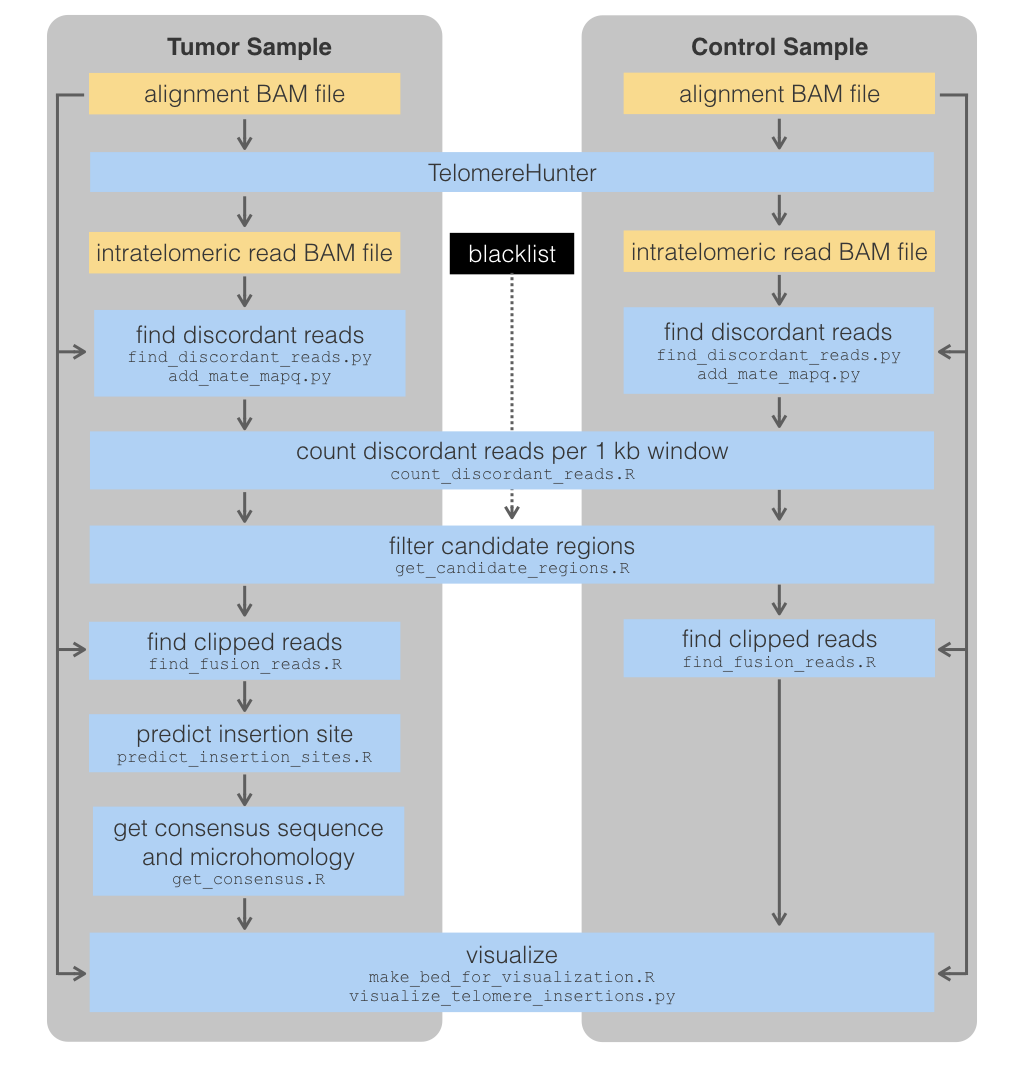 Tumor Sample
Control Sample
alignment BAM file
alignment BAM file
TelomereHunter
intratelomeric read BAM file
blacklist
intratelomeric read BAM file
find discordant reads
find_discordant_reads.py
add_mate_mapq.py
find discordant reads
find_discordant_reads.py
add_mate_mapq.py
count discordant reads per 1 kb window
count_discordant_reads.R
filter candidate regions
get_candidate_regions.R
find clipped reads
find_fusion_reads.R
find clipped reads
find_fusion_reads.R
predict insertion site
predict_insertion_sites.R
get consensus sequence
and microhomology
get_consensus.R
visualize
make_bed_for_visualization.R
visualize_telomere_insertions.py